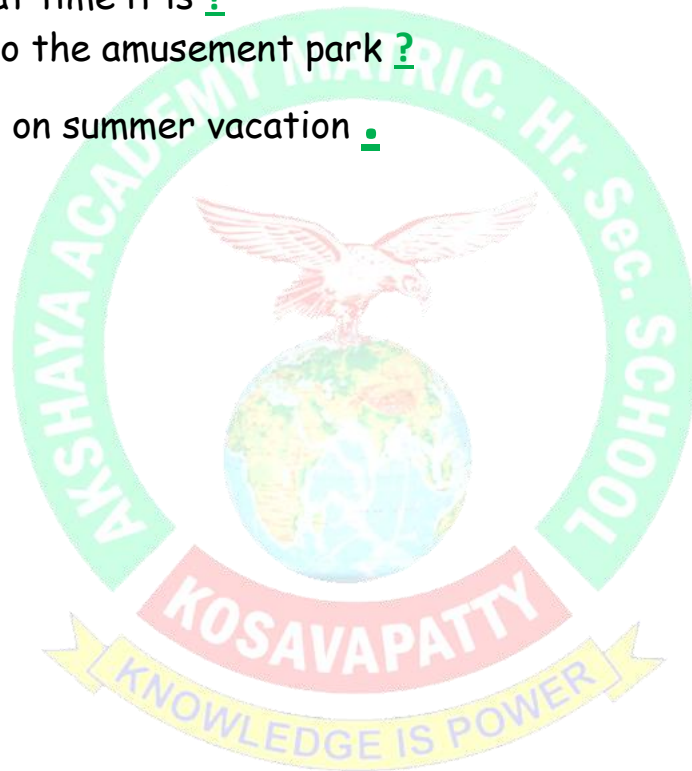 at time it is ?
o the amusement park ?
on summer vacation .
AKSHAYA ACADEMY MATRIC. Hr. Sec. SCHOOL
KOSAVAPATTY
KNOWLEDGE IS POWER